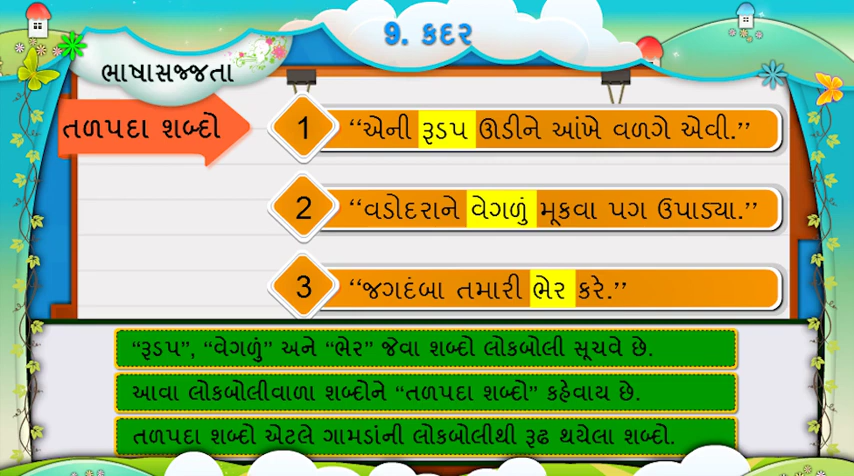 9. કદર
ભાષાસજ્જતા
તળપદા શબ્દો
1 “એની રૂડપ ઊડીને આંખે વળગે એવી.”
2 “વડોદરાને વેગળું મૂકવા પગ ઉપાડ્યા.”
3 “જગદંબા તમારી ભેર કરે.”
“રૂડપ”, “વેગળું” અને “ભેર” જેવા શબ્દો લોકબોલી સૂચવે છે.
આવા લોકબોલીવાળા શબ્દોને “તળપદા શબ્દો” કહેવાય છે.
તળપદા શબ્દો એટલે ગામડાંની લોકબોલીથી રૂઢ થયેલા શબ્દો.